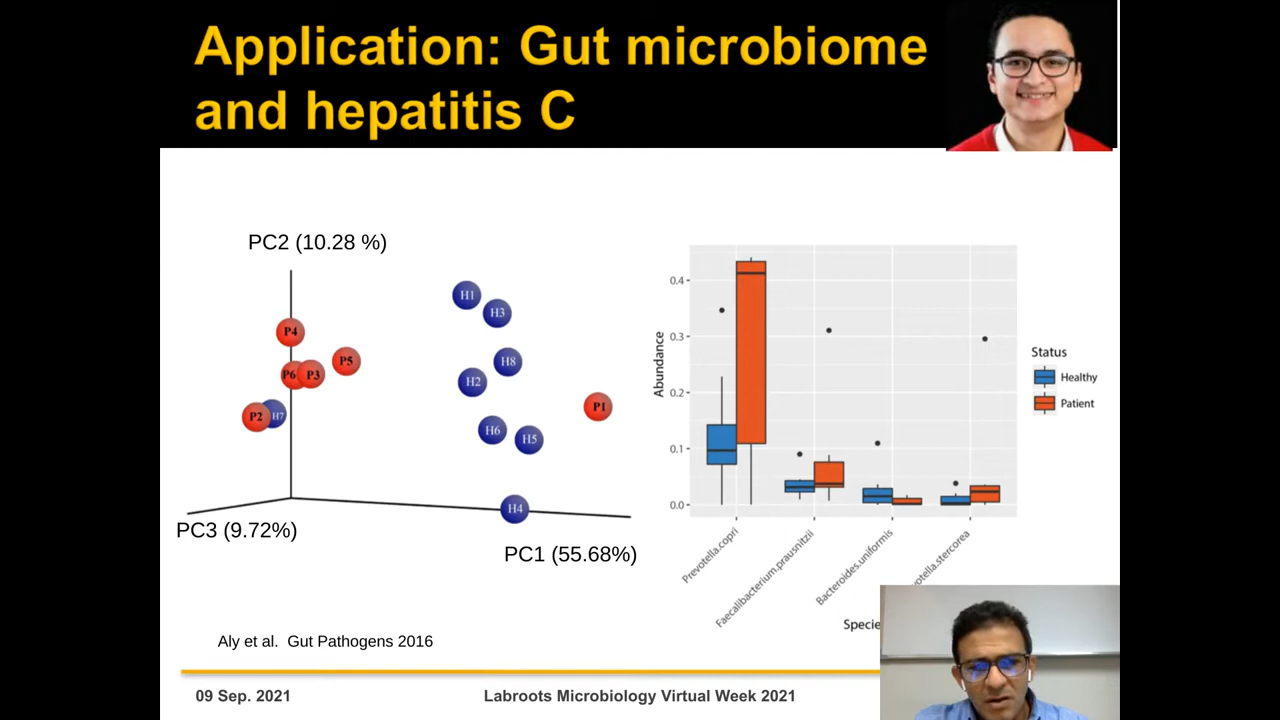 Application: Gut microbiome
and hepatitis C
PC2 (10.28 %)
H1
H3
P4
P5
H8
P6
P3
H2
P1
P2
H7
H6
H5
H4
PC3 (9.72%)
PC1 (55.68%)
0.4
0.3
0.2
0.1
0.0
Abundance
Prevotella.copri
Faecalibacterium.prausnitzii
Bacteroides.uniformis
otella.stercorea
Specie
Status
Healthy
Patient
Aly et al. Gut Pathogens 2016
09 Sep. 2021
Labroots Microbiology Virtual Week 2021